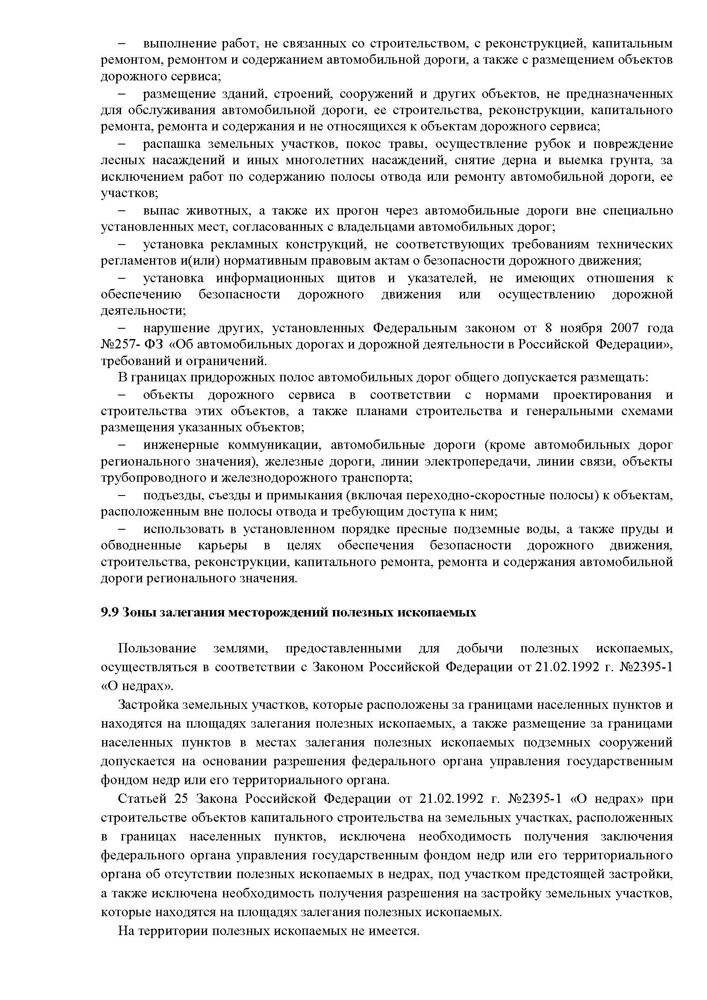 – выполнение работ, не связанных со строительством, с реконструкцией, капитальным
ремонтом, ремонтом и содержанием автомобильной дороги, а также с размещением объектов
дорожного сервиса;
– размещение зданий, строений, сооружений и других объектов, не предназначенных
для обслуживания автомобильной дороги, ее строительства, реконструкции, капитального
ремонта, ремонта и содержания и не относящихся к объектам дорожного сервиса;
– распашка земельных участков, покос травы, осуществление рубок и повреждение
лесных насаждений и иных многолетних насаждений, снятие дерна и выемка грунта, за
исключением работ по содержанию полосы отвода или ремонту автомобильной дороги, ее
участков;
– выпас животных, а также их прогон через автомобильные дороги вне специально
установленных мест, согласованных с владельцами автомобильных дорог;
– установка рекламных конструкций, не соответствующих требованиям технических
регламентов и(или) нормативным правовым актам о безопасности дорожного движения;
– установка информационных щитов и указателей, не имеющих отношения к
обеспечению безопасности дорожного движения или осуществлению дорожной
деятельности;
– нарушение других, установленных Федеральным законом от 8 ноября 2007 года
№257- ФЗ «Об автомобильных дорогах и дорожной деятельности в Российской Федерации»,
требований и ограничений.
В границах придорожных полос автомобильных дорог общего допускается размещать:
– объекты дорожного сервиса в соответствии с нормами проектирования и
строительства этих объектов, а также планами строительства и генеральными схемами
размещения указанных объектов;
– инженерные коммуникации, автомобильные дороги (кроме автомобильных дорог
регионального значения), железные дороги, линии электропередачи, линии связи, объекты
трубопроводного и железнодорожного транспорта;
– подъезды, съезды и примыкания (включая переходно-скоростные полосы) к объектам,
расположенным вне полосы отвода и требующим доступа к ним;
– использовать в установленном порядке пресные подземные воды, а также пруды и
обводненные карьеры в целях обеспечения безопасности дорожного движения,
строительства, реконструкции, капитального ремонта, ремонта и содержания автомобильной
дороги регионального значения.
9.9 Зоны залегания месторождений полезных ископаемых
Пользование землями, предоставленными для добычи полезных ископаемых,
осуществляться в соответствии с Законом Российской Федерации от 21.02.1992 г. №2395-1
«О недрах».
Застройка земельных участков, которые расположены за границами населенных пунктов и
находятся на площадях залегания полезных ископаемых, а также размещение за границами
населенных пунктов в местах залегания полезных ископаемых подземных сооружений
допускается на основании разрешения федерального органа управления государственным
фондом недр или его территориального органа.
Статьей 25 Закона Российской Федерации от 21.02.1992 г. №2395-1 «О недрах» при
строительстве объектов капитального строительства на земельных участках, расположенных
в границах населенных пунктов, исключена необходимость получения заключения
федерального органа управления государственным фондом недр или его территориального
органа об отсутствии полезных ископаемых в недрах, под участком предстоящей застройки,
а также исключена необходимость получения разрешения на застройку земельных участков,
которые находятся на площадях залегания полезных ископаемых.
На территории полезных ископаемых не имеется.